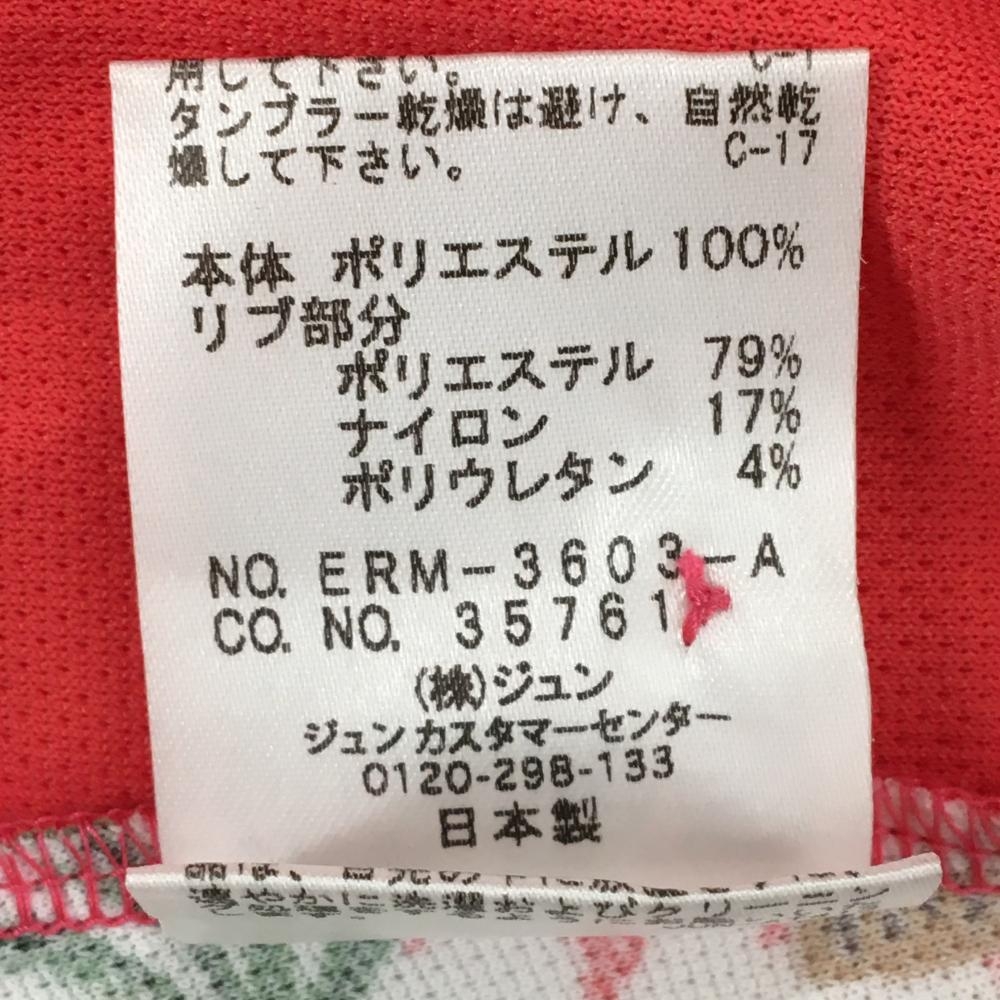 用して下さい。
タンブラー乾燥は避け、自然乾
燥して下さい。 C-17
本体 ポリエステル 100%
リブ部分
ポリエステル 79%
ナイロン 17%
ポリウレタン 4%
NO. ERM-3603-A
CO. NO. 35761
(株)ジュン
ジュンカスタマーセンター
0120-298-133
日本製